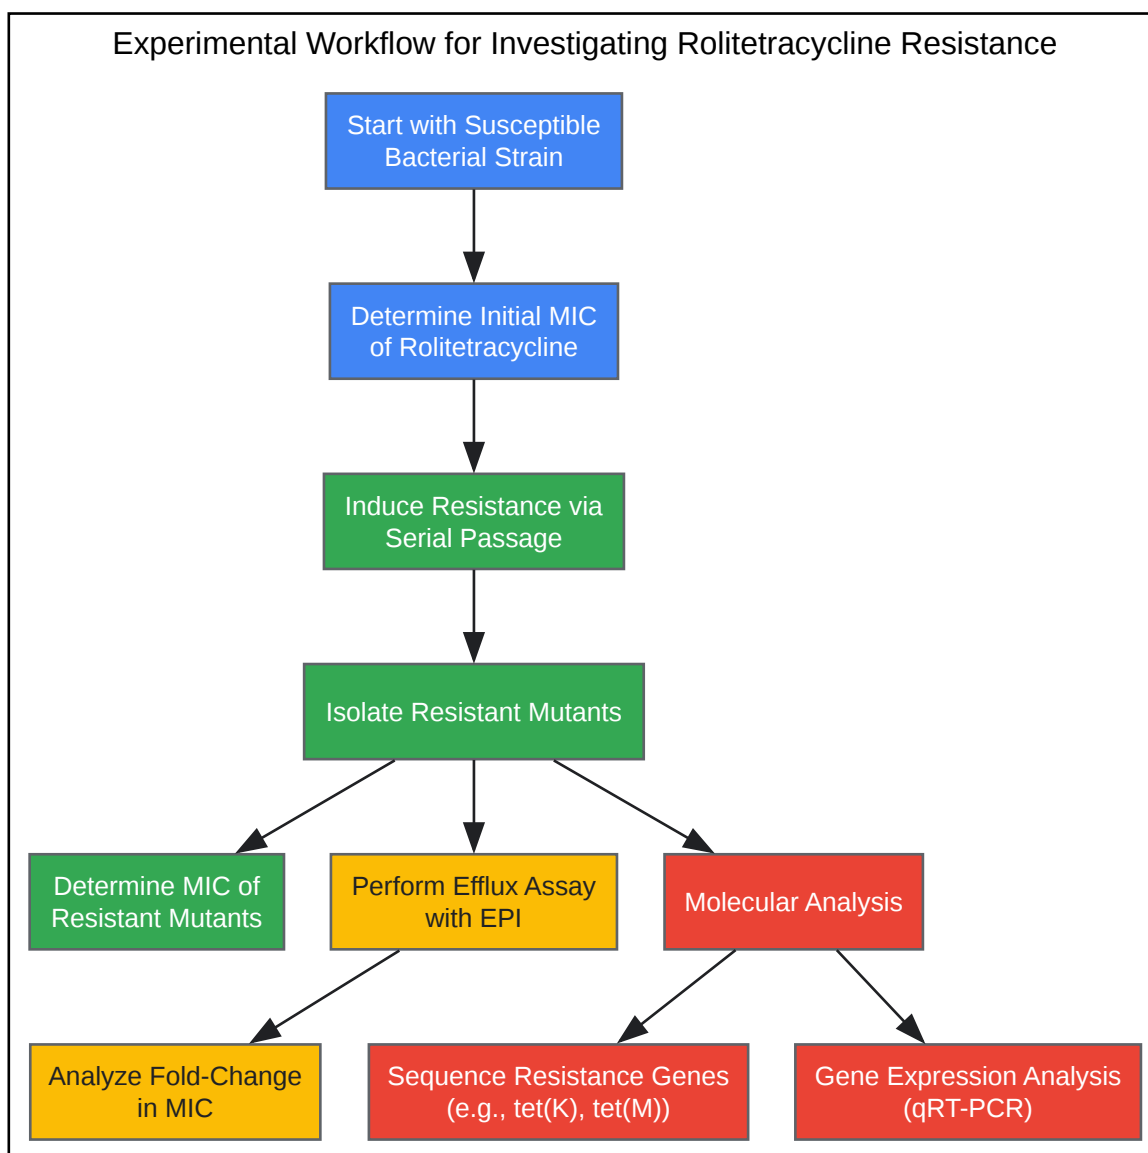 Experimental Workflow for Investigating Rolitetracycline Resistance
Start with Susceptible
Bacterial Strain
Determine Initial MIC
of Rolitetracycline
Induce Resistance via
Serial Passage
Isolate Resistant Mutants
Determine MIC of
Resistant Mutants
Perform Efflux Assay
with EPI
Molecular Analysis
Analyze Fold-Change
in MIC
Sequence Resistance Genes
(e.g., tet(K), tet(M))
Gene Expression Analysis
(qRT-PCR)